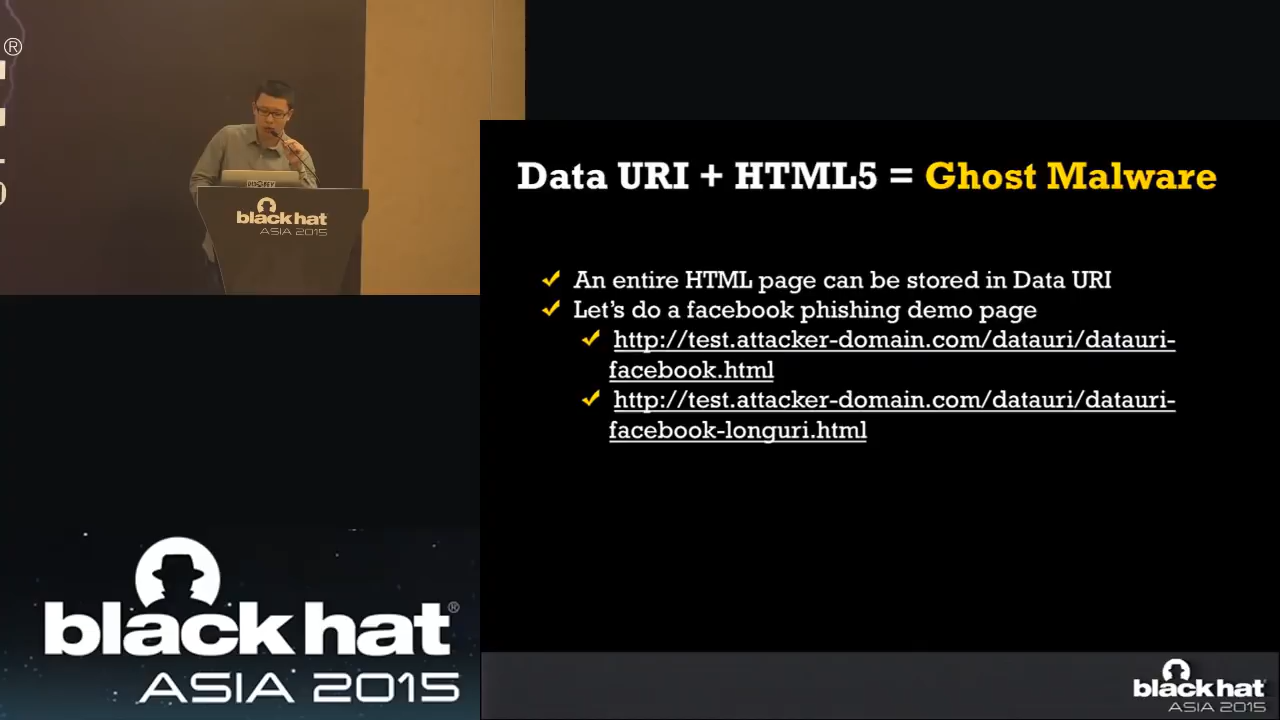 ®
black hat
ASIA 2015
Data URI + HTML5 = Ghost Malware
An entire HTML page can be stored in Data URI
Let's do a facebook phishing demo page
http://test.attacker-domain.com/datauri/datauri-
facebook.html
http://test.attacker-domain.com/datauri/datauri-
facebook-longuri.html
black hat®
ASIA 2015
black hat
ASIA 2015